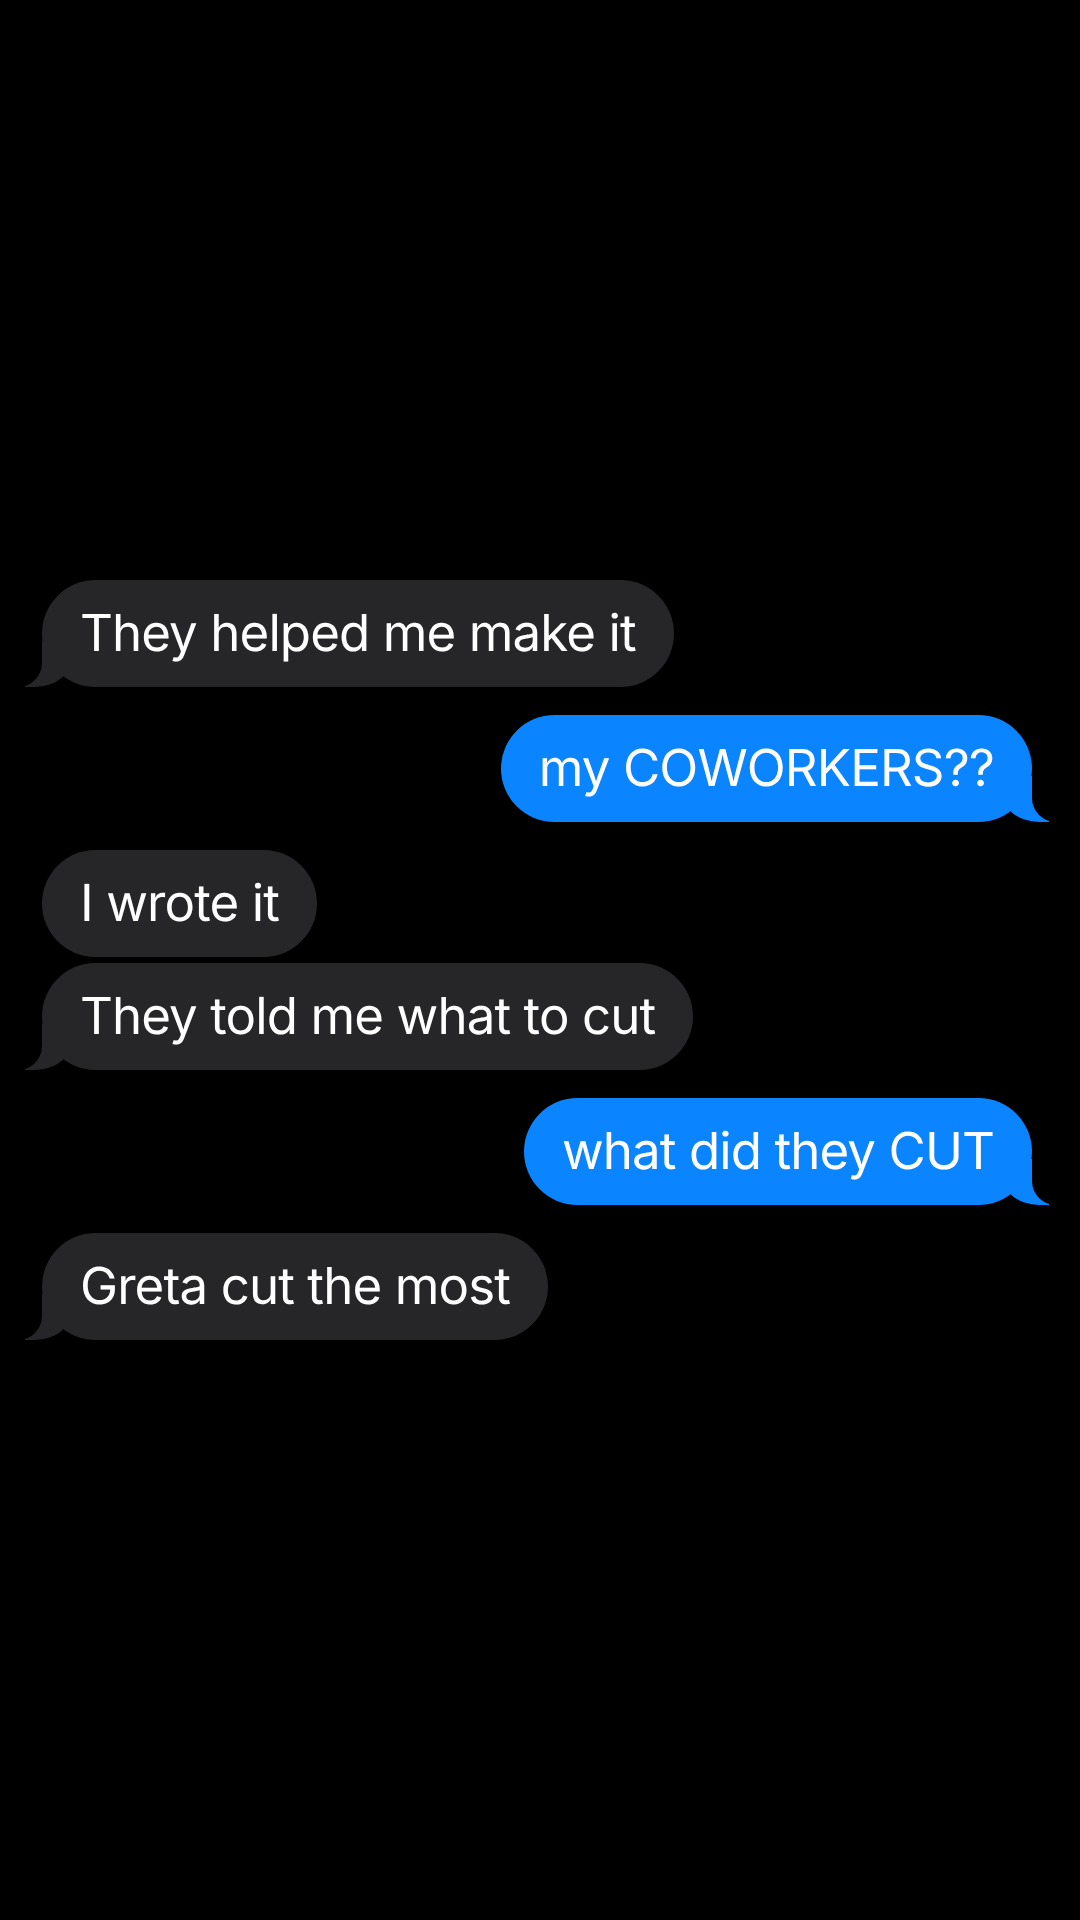 They helped me make it
my COWORKERS??
I wrote it
They told me what to cut
what did they CUT
Greta cut the most